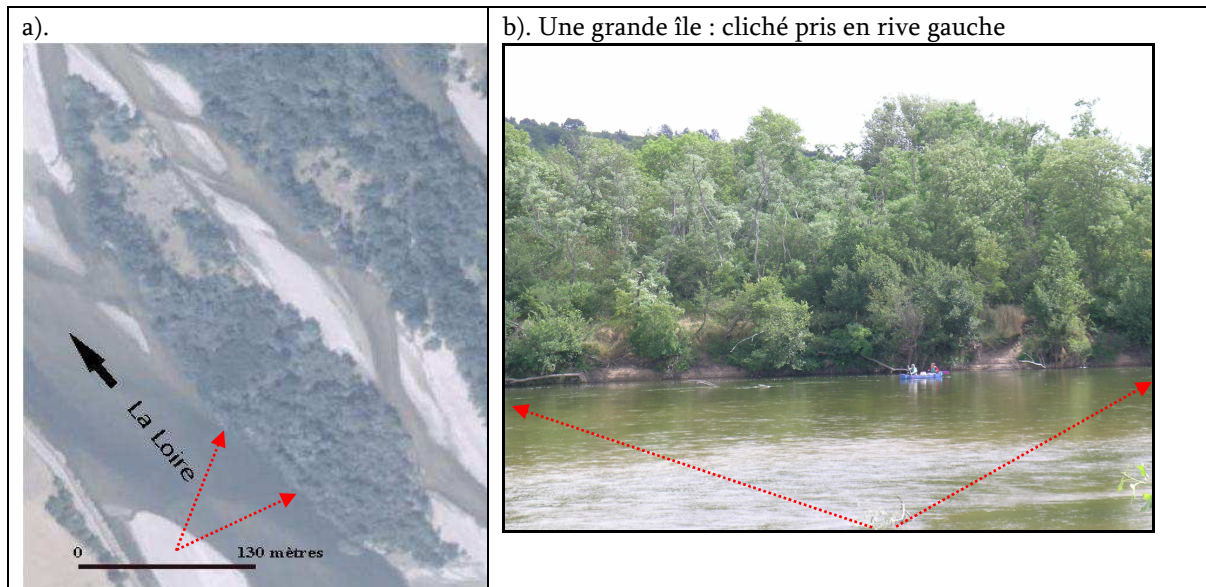 a).
b). Une grande île : cliché pris en rive gauche
La Loire
0 130 mètres